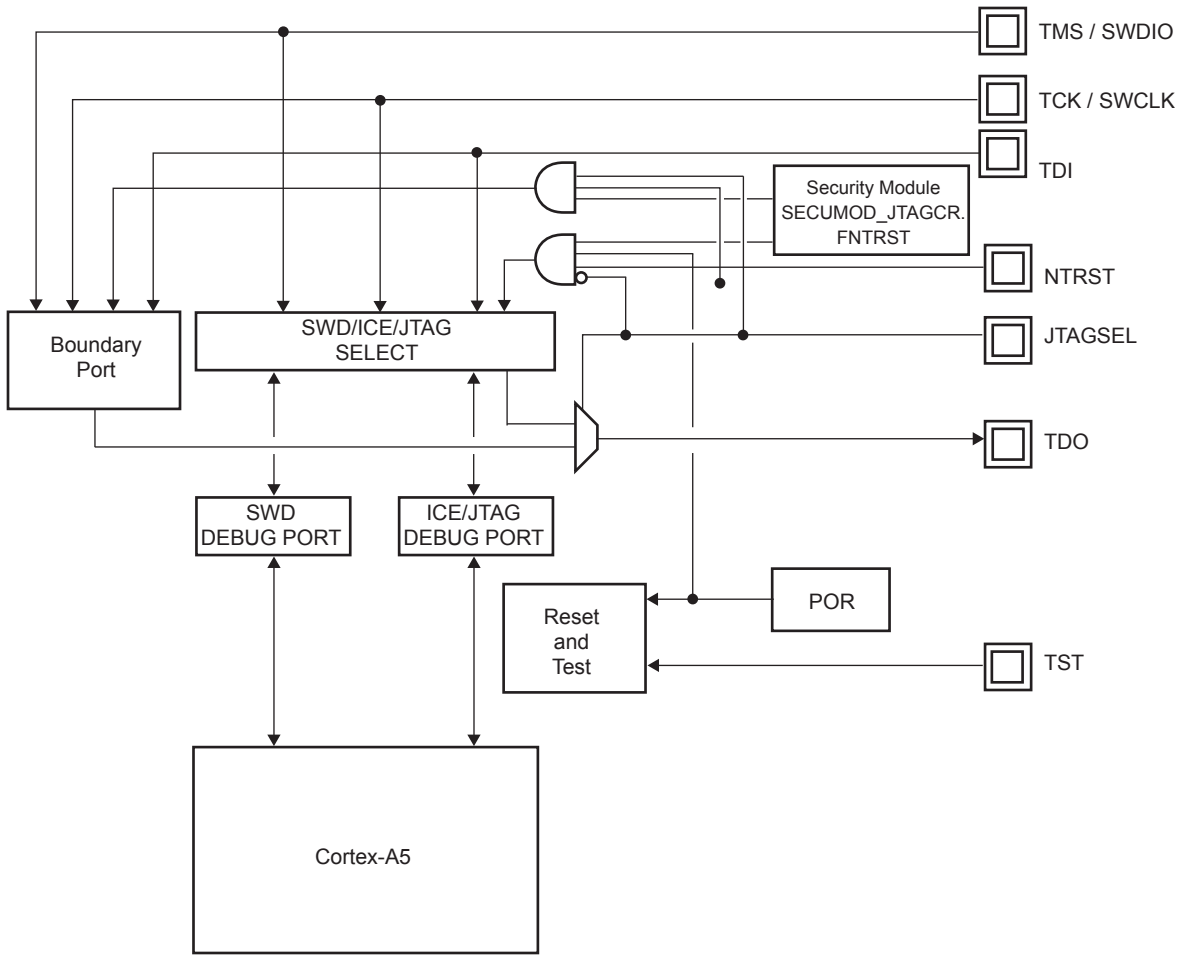 TMS / SWDIO
TCK / SWCLK
TDI
Security Module
SECUMOD_JTAGCR.
FNTRST
NTRST
Boundary
Port
SWD/ICE/JTAG
SELECT
JTAGSEL
TDO
SWD
DEBUG PORT
ICE/JTAG
DEBUG PORT
Reset
and
Test
POR
TST
Cortex-A5